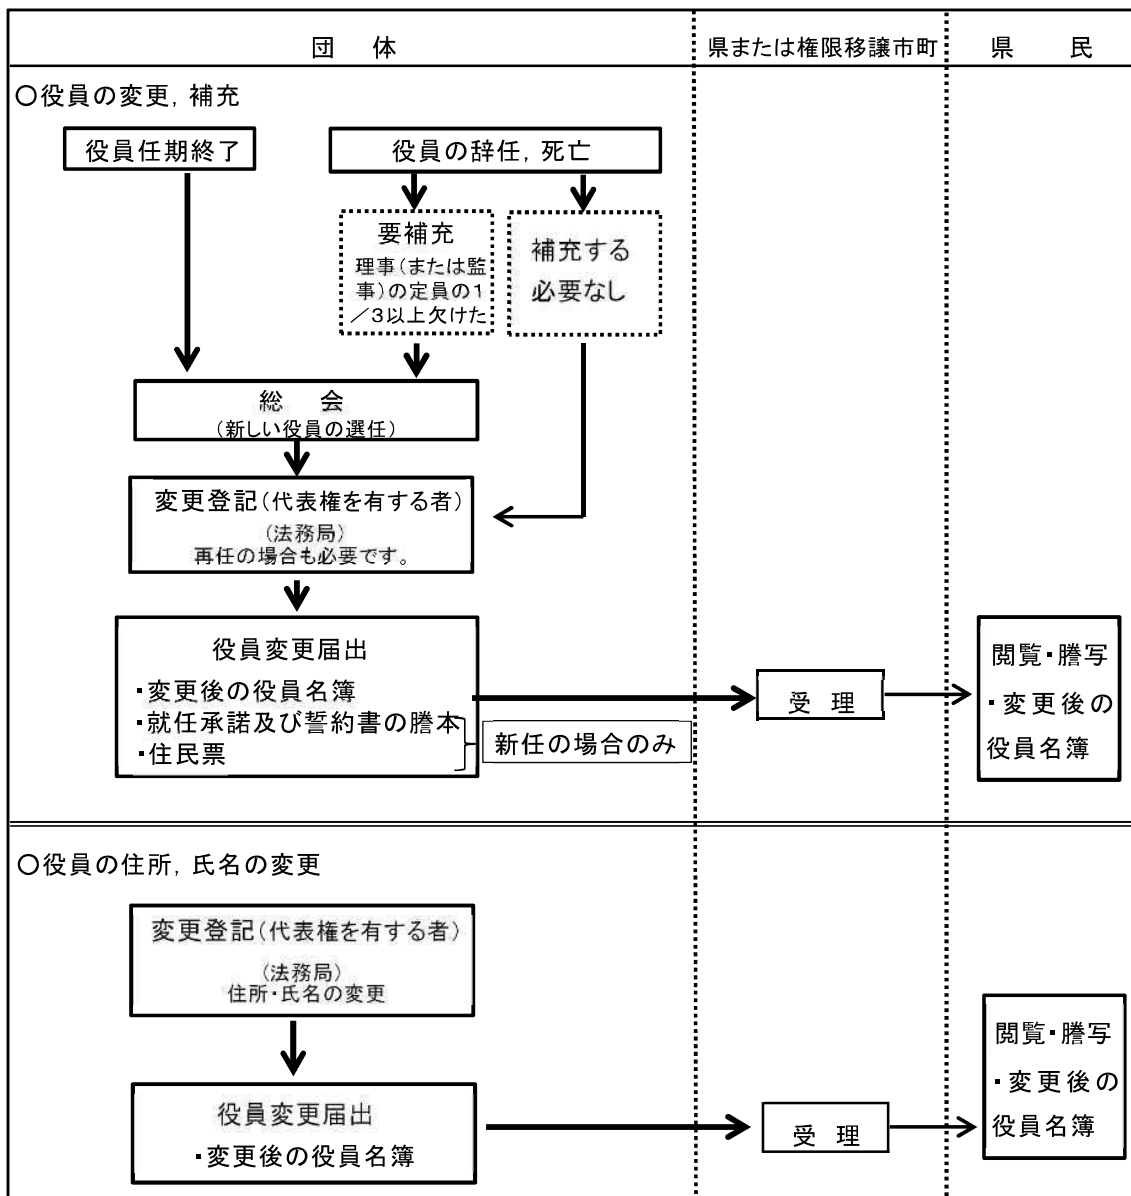 団 体
県または権限移譲市町
県 民
〇役員の変更, 補充
役員任期終了
役員の辞任, 死亡
要補充
理事(または監
事)の定員の1
/3以上欠けた
補充する
必要なし
総 会
(新しい役員の選任)
変更登記(代表権を有する者)
(法務局)
再任の場合も必要です。
役員変更届出
・変更後の役員名簿
・就任承諾及び誓約書の謄本
・住民票
新任の場合のみ
受 理
閲覧・謄写
・変更後の
役員名簿
〇役員の住所, 氏名の変更
変更登記(代表権を有する者)
(法務局)
住所・氏名の変更
役員変更届出
・変更後の役員名簿
受 理
閲覧・謄写
・変更後の
役員名簿